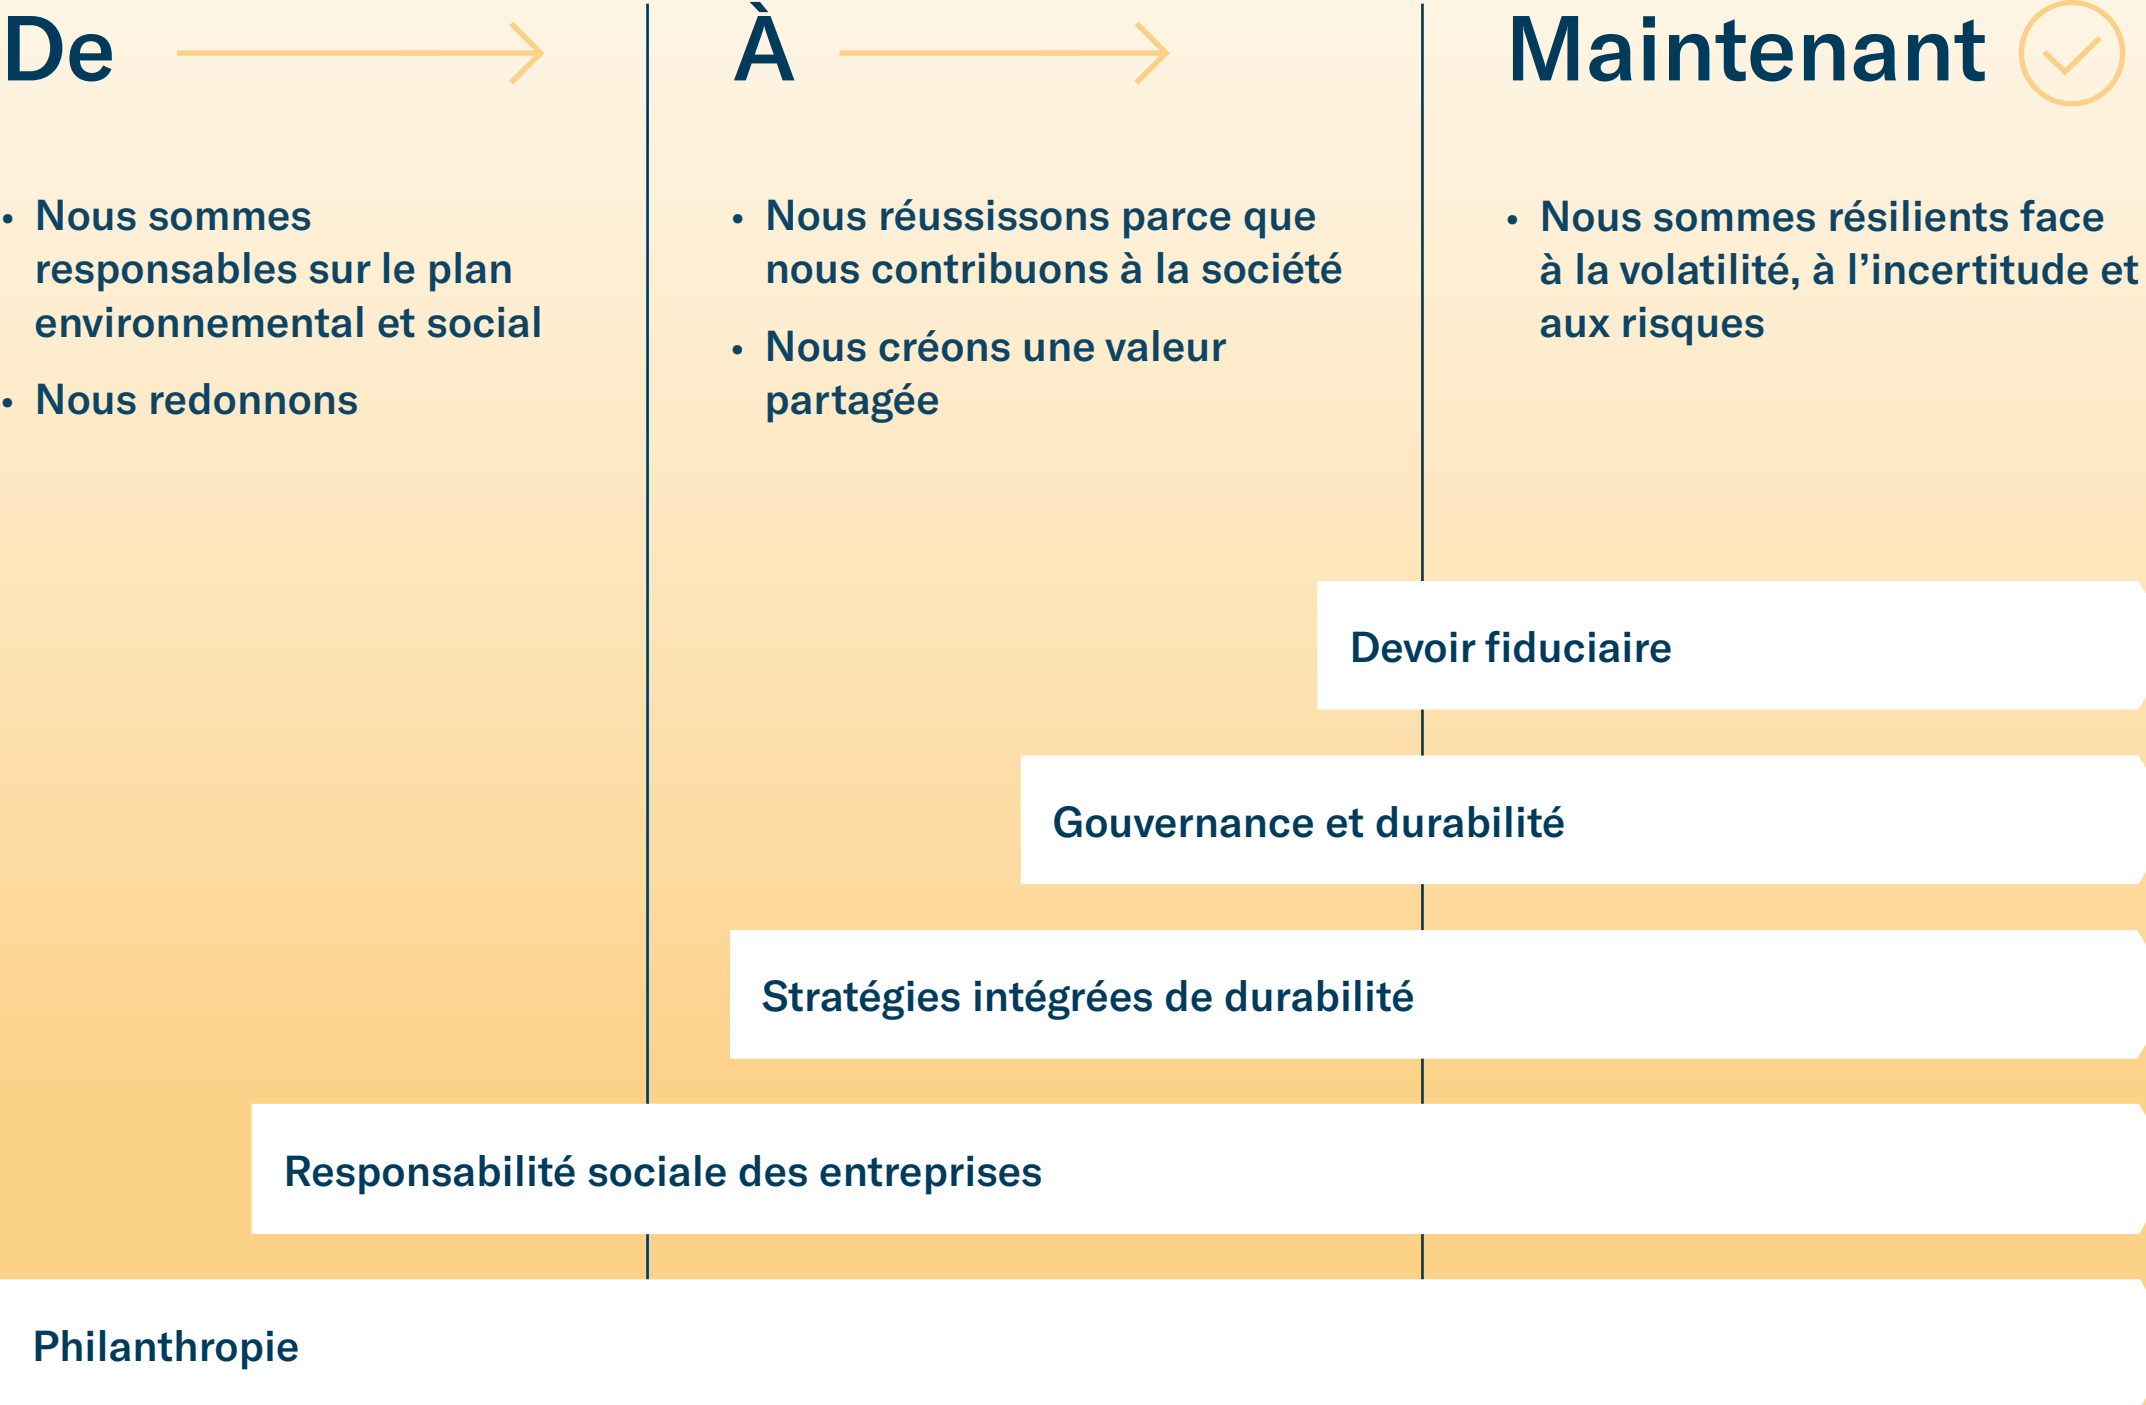 De
• Nous sommes
responsables sur le plan
environnemental et social
• Nous redonnons
À
• Nous réussissons parce que
nous contribuons à la société
• Nous créons une valeur
partagée
Maintenant
• Nous sommes résilients face
à la volatilité, à l’incertitude et
aux risques
Devoir fiduciaire
Gouvernance et durabilité
Stratégies intégrées de durabilité
Responsabilité sociale des entreprises
Philanthropie